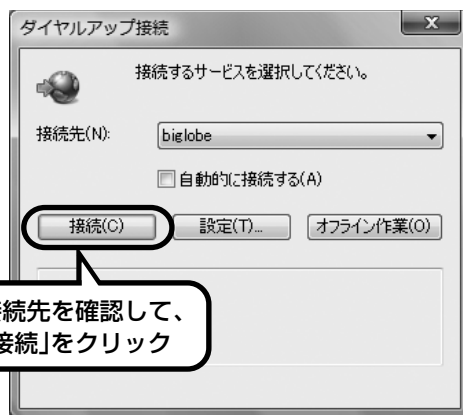 ダイヤルアップ接続
x
接続するサービスを選択してください。
接続先(N):
biglobe
自動的に接続する(A)
接続(C)
設定(T)...
オフライン作業(O)
続先を確認して、
接続」をクリック